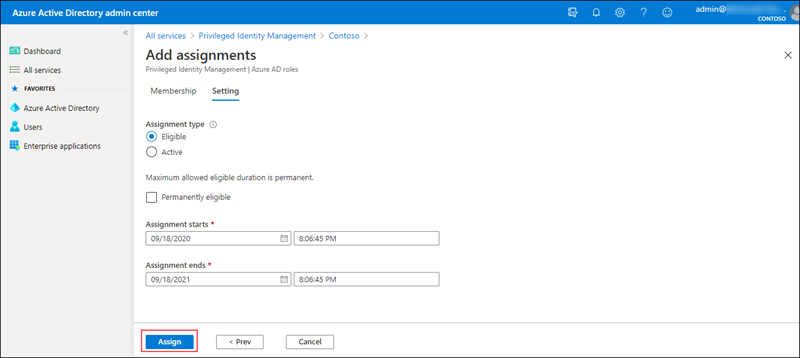 Azure Active Directory admin center
admin@
CONTOSO
Dashboard
All services
FAVORITES
Azure Active Directory
Users
Enterprise applications
All services > Privileged Identity Management > Contoso >
Add assignments
Privileged Identity Management | Azure AD roles
Membership Setting
Assignment type
Eligible
Active
Maximum allowed eligible duration is permanent.
Permanently eligible
Assignment starts *
09/18/2020 8:06:45 PM
Assignment ends *
09/18/2021 8:06:45 PM
Assign < Prev Cancel